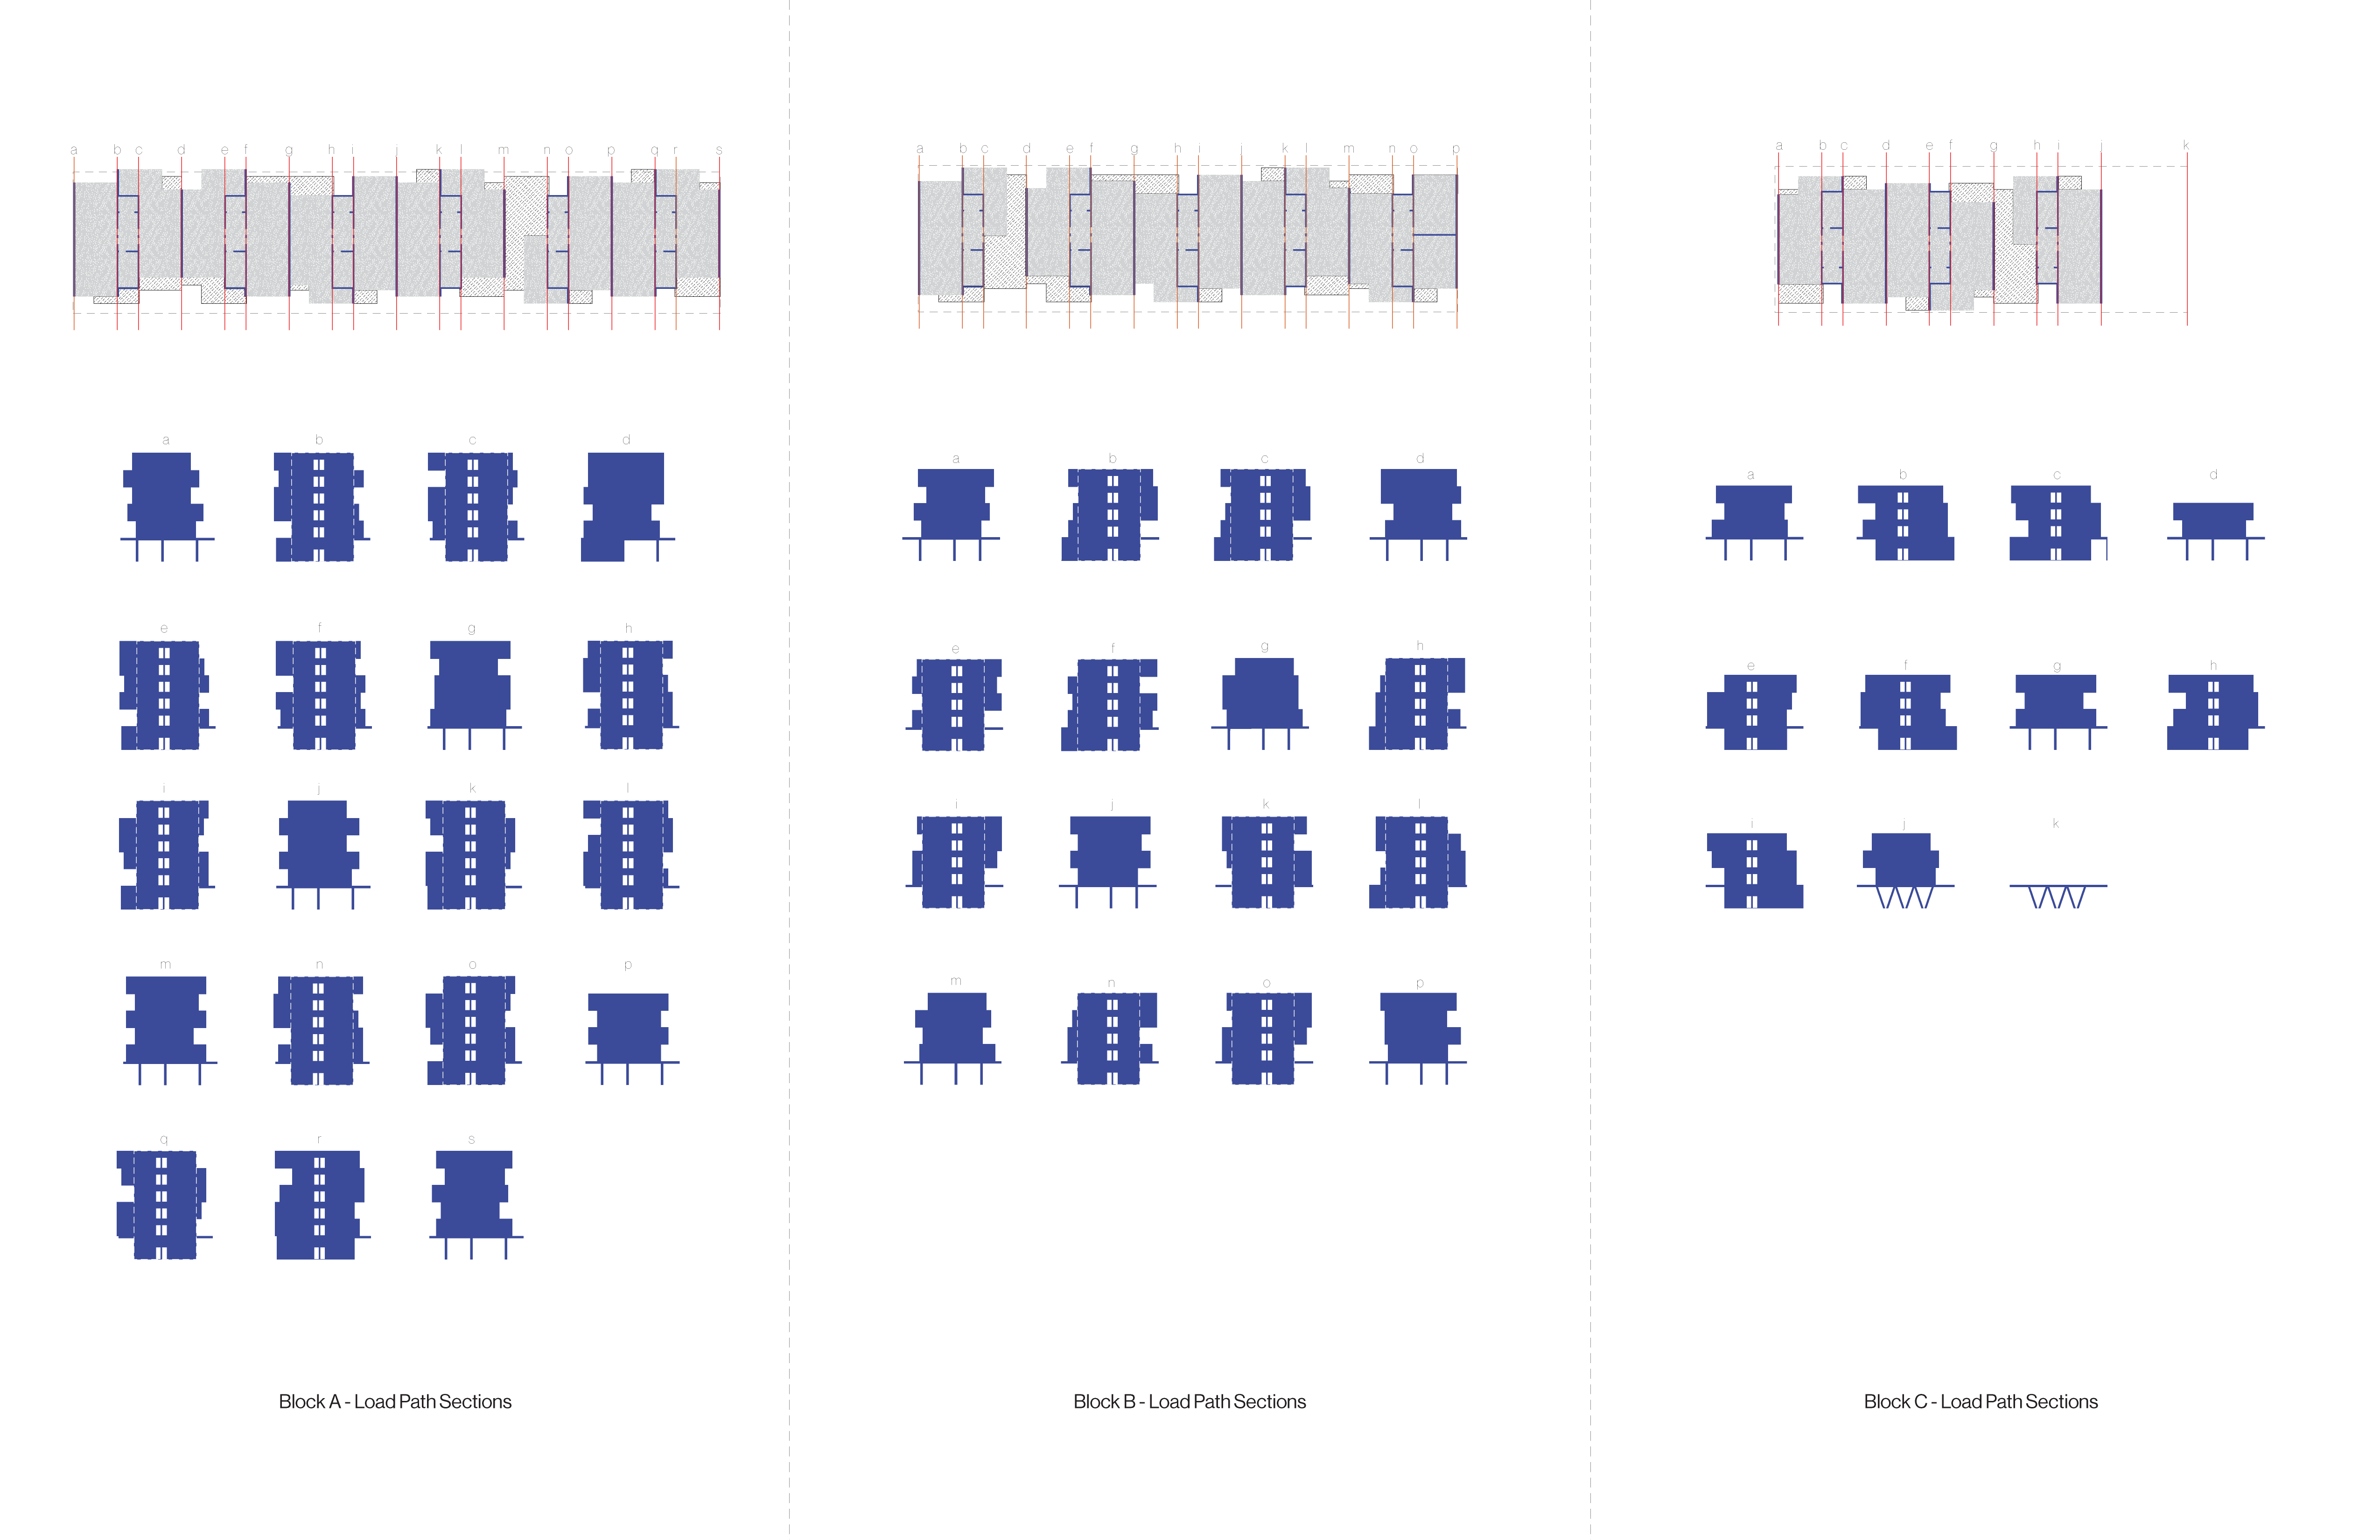 a b c d e f g h i j k l m n o p q r s
a b c d e f g h i j k l m n o p
a b c d e f g h i j k
a b c d
e f g h
i j k l
m n o p
q r s
a b c d
e f g h
i j k l
m n o p
a b c d
e f g h
i j k
Block A - Load Path Sections
Block B - Load Path Sections
Block C - Load Path Sections